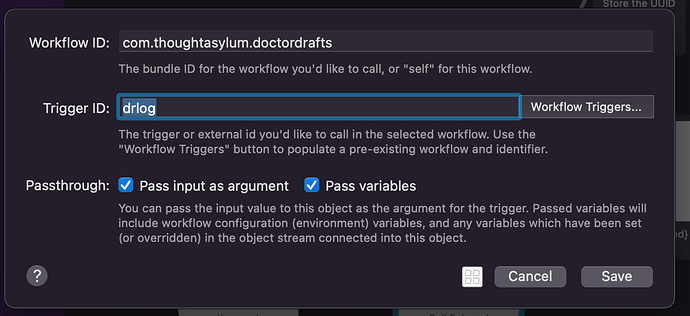 Store the UUID
Workflow ID: com.thoughtasylum.doctordrafts
The bundle ID for the workflow you'd like to call, or "self" for this workflow.
Trigger ID: drlog Workflow Triggers...
The trigger or external id you'd like to call in the selected workflow. Use the
"Workflow Triggers" button to populate a pre-existing workflow and identifier.
Passthrough: Pass input as argument Pass variables
You can pass the input value to this object as the argument for the trigger. Passed variables will
include workflow configuration (environment) variables, and any variables which have been set
(or overridden) in the object stream connected into this object.
? Cancel Save